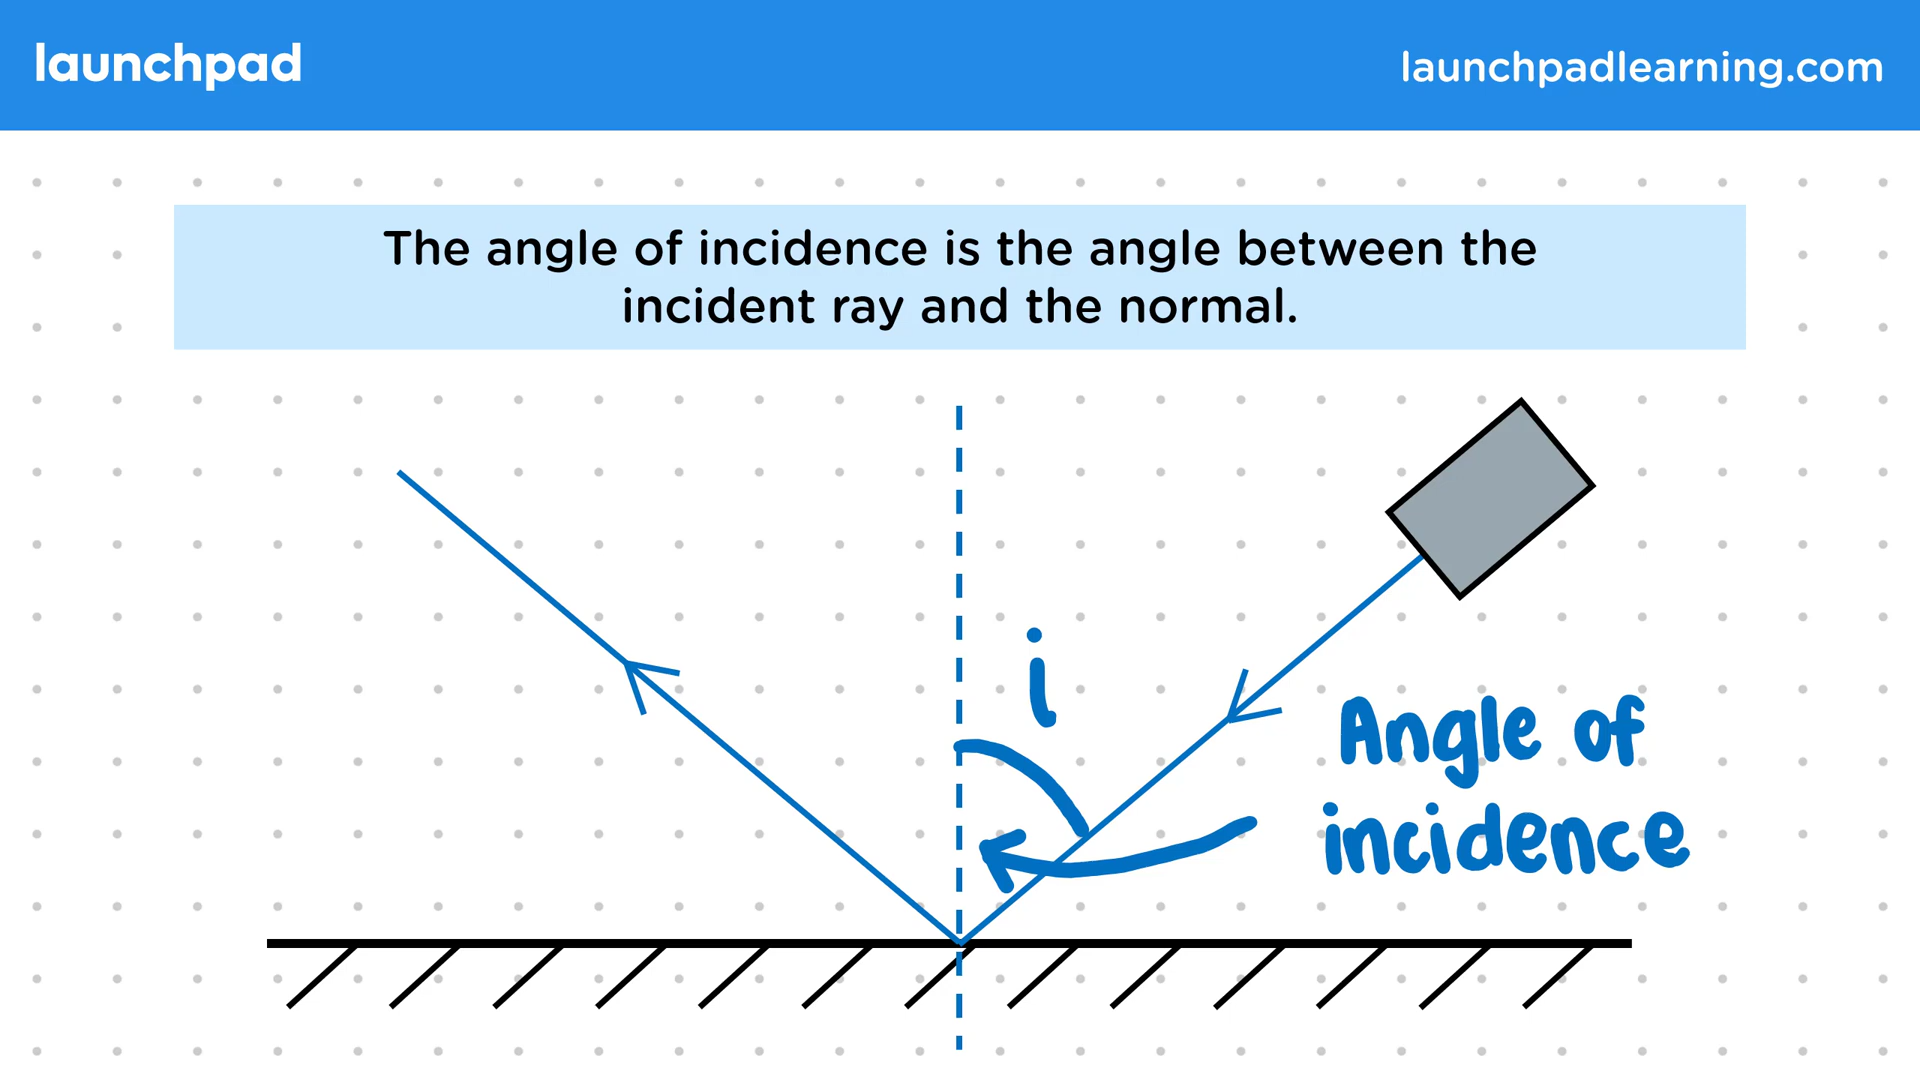 launchpad
launchpadlearning.com
The angle of incidence is the angle between the
incident ray and the normal.
i
Angle of
incidence